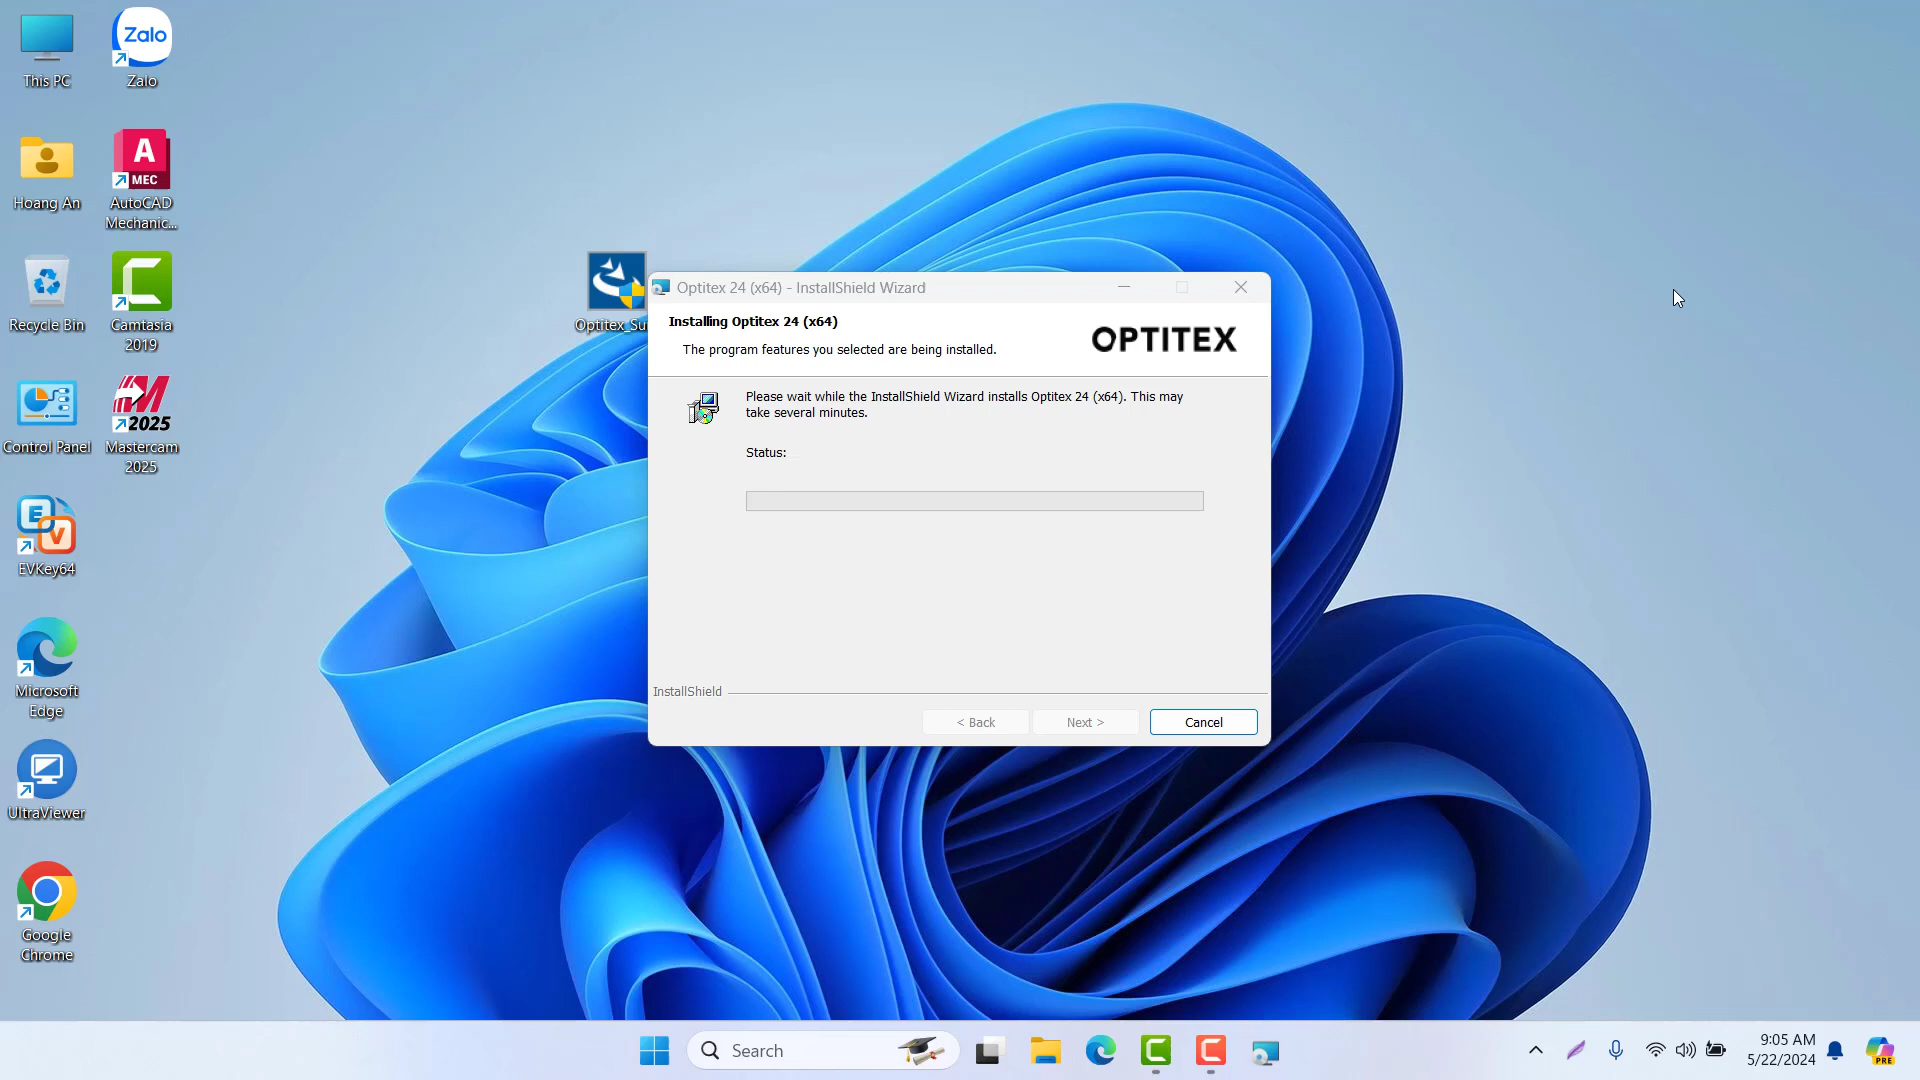 This PC
Zalo
Zalo
Hoang An
A
MEC
AutoCAD
Mechanic...
Recycle Bin
Camtasia
2019
Control Panel
2025
Mastercam
2025
E
V
EVKey64
Microsoft
Edge
UltraViewer
Google
Chrome
Optitex_Su
Optitex 24 (x64) - InstallShield Wizard
Installing Optitex 24 (x64)
The program features you selected are being installed.
OPTITEX
Please wait while the InstallShield Wizard installs Optitex 24 (x64). This may
take several minutes.
Status:
InstallShield
< Back
Next >
Cancel
Search
9:05 AM
5/22/2024
PRE